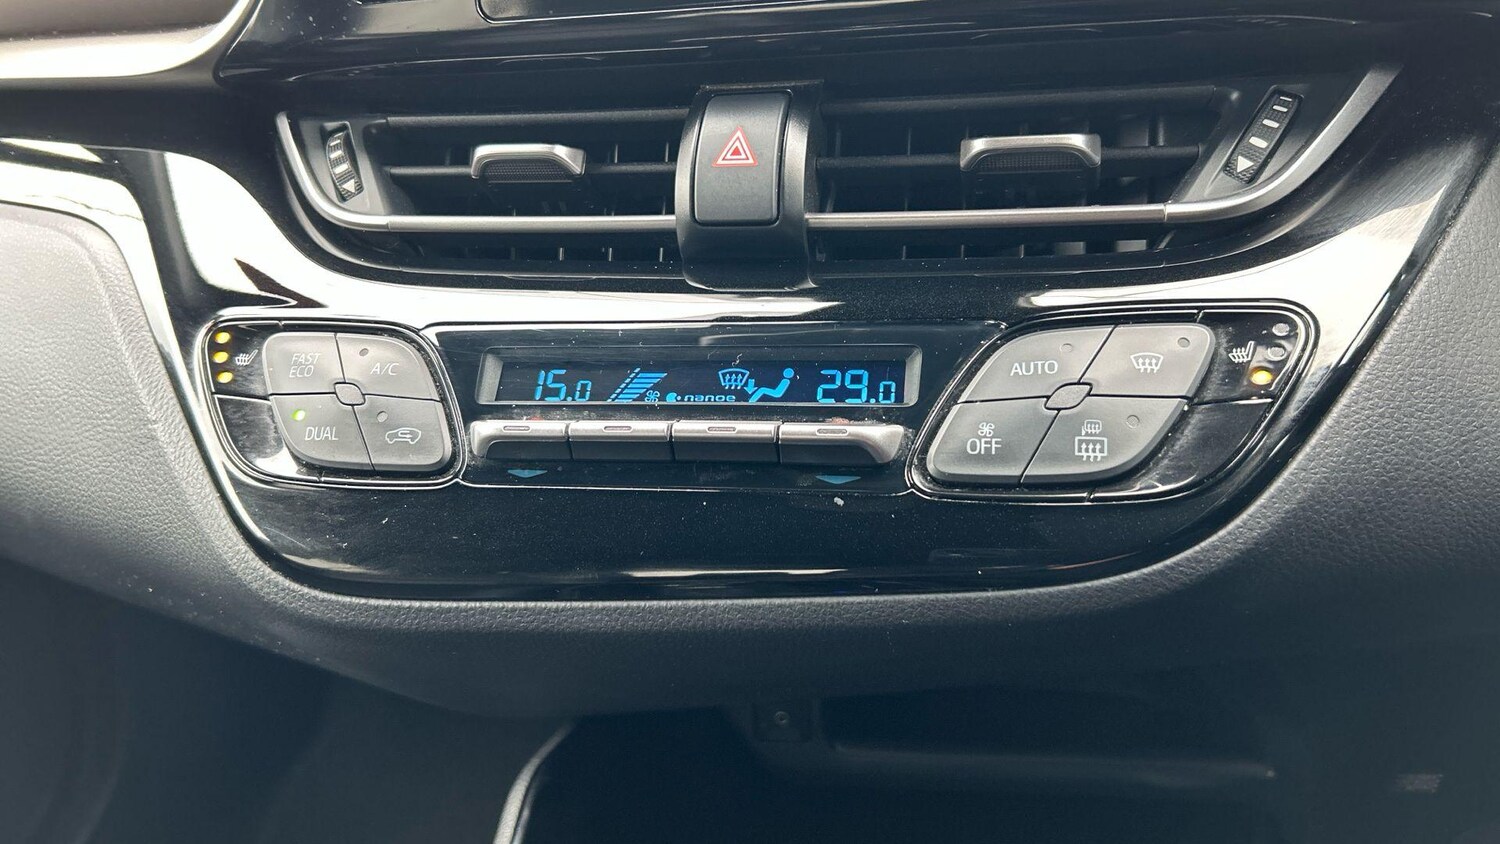 FAST
ECO
A/C
DUAL
15.0
nanoe
29.0
AUTO
OFF